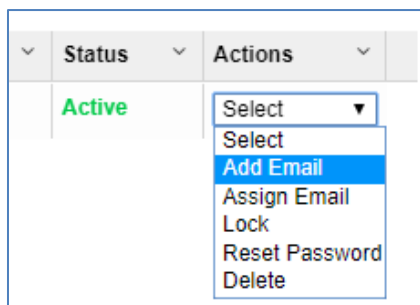 Status Actions
Active Select
Select
Add Email
Assign Email
Lock
Reset Password
Delete